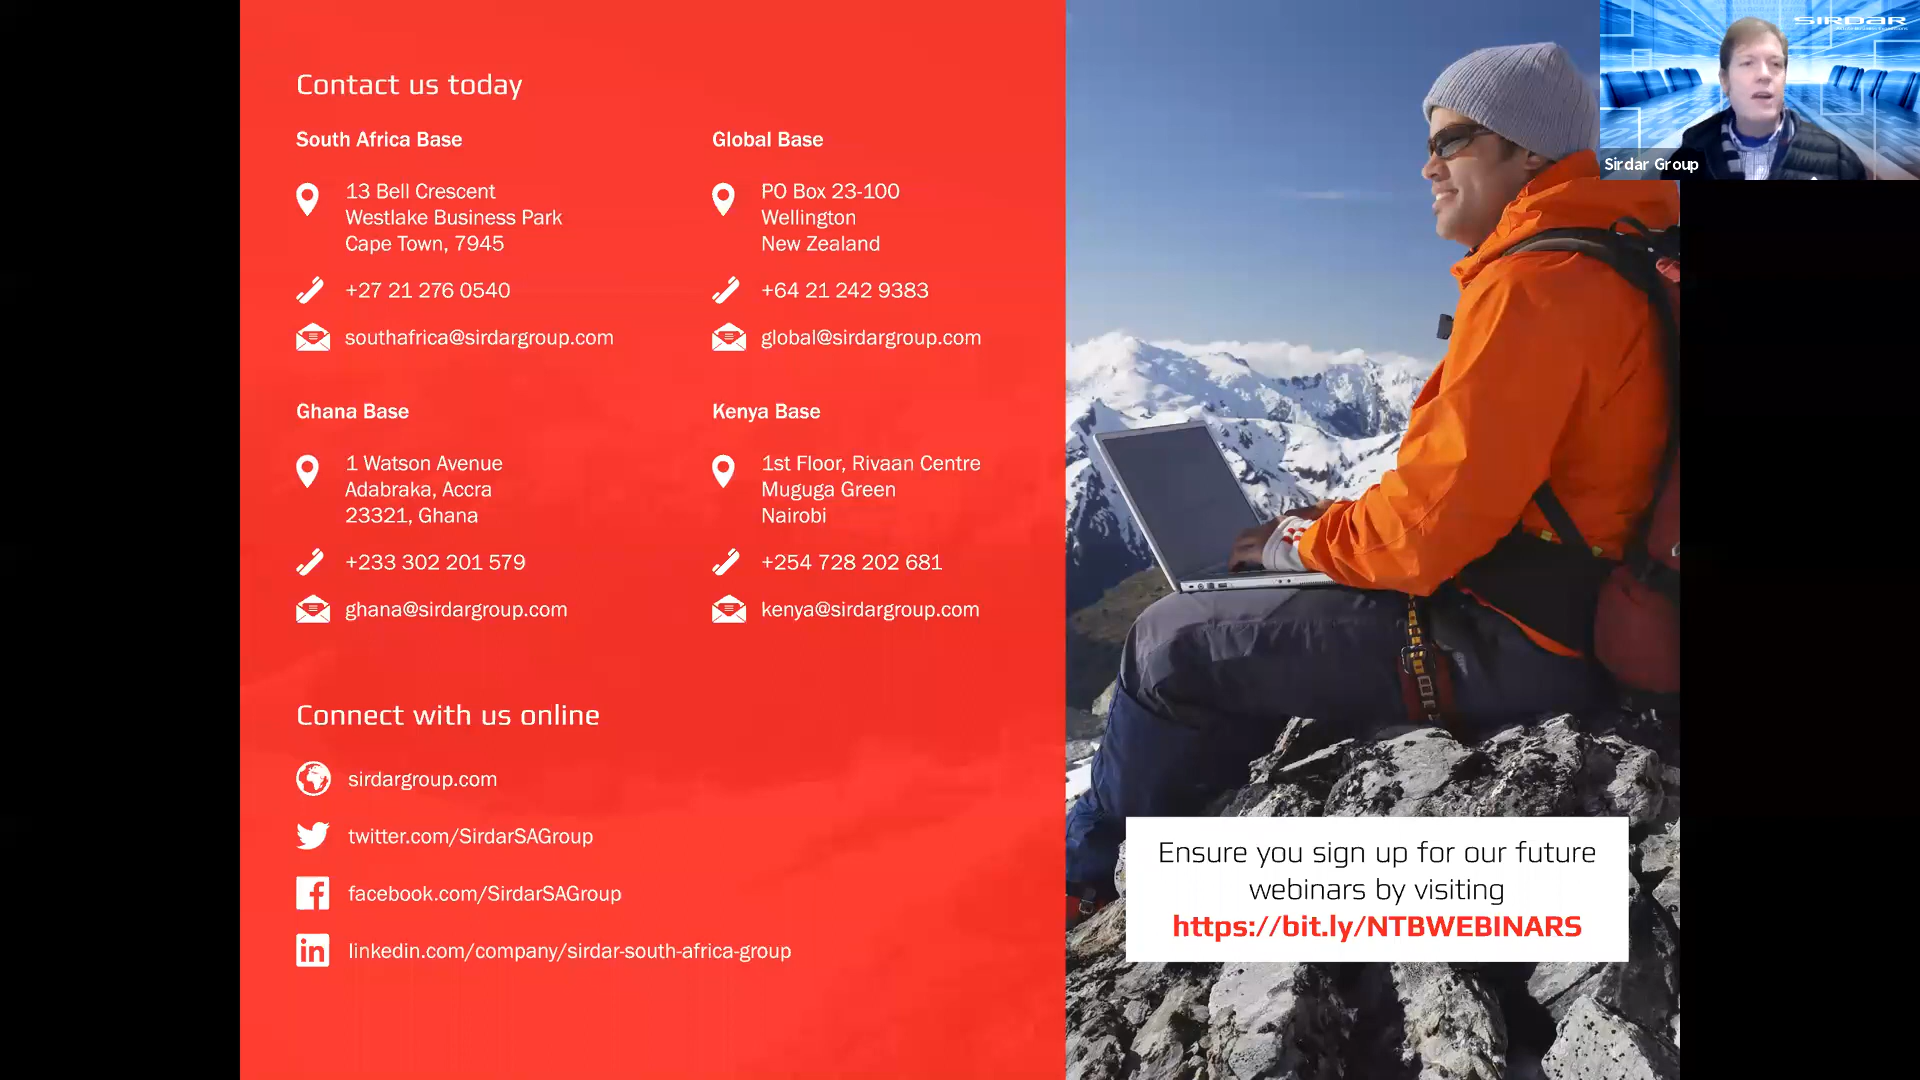 Contact us today
South Africa Base
13 Bell Crescent
Westlake Business Park
Cape Town, 7945
+27 21 276 0540
southafrica@sirdargroup.com
Global Base
PO Box 23-100
Wellington
New Zealand
+64 21 242 9383
global@sirdargroup.com
Ghana Base
1 Watson Avenue
Adabraka, Accra
23321, Ghana
+233 302 201 579
ghana@sirdargroup.com
Kenya Base
1st Floor, Rivaan Centre
Muguga Green
Nairobi
+254 728 202 681
kenya@sirdargroup.com
Connect with us online
sirdargroup.com
twitter.com/SirdarSAGroup
facebook.com/SirdarSAGroup
linkedin.com/company/sirdar-south-africa-group
SIRDAR
Sirdar Group
Ensure you sign up for our future
webinars by visiting
https://bit.ly/NTBWEBINARS